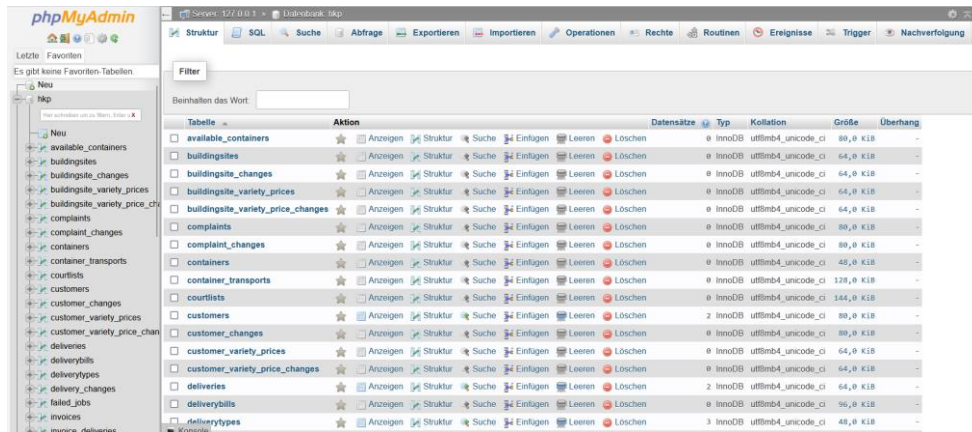 phpMyAdmin
Server: 127.0.0.1 » Datenbank: hkp
Struktur SQL Suche Abfrage Exportieren Importieren Operationen Rechte Routinen Ereignisse Trigger Nachverfolgung
Letzte Favoriten
Es gibt keine Favoriten-Tabellen.
Neu
hkp
X
Neu
available_containers
buildingsites
buildingsite_changes
buildingsite_variety_prices
buildingsite_variety_price_ch
complaints
complaint_changes
containers
container_transports
courtlists
customers
customer_changes
customer_variety_prices
customer_variety_price_chan
deliveries
deliverybills
deliverytypes
delivery_changes
failed_jobs
invoices
invoice_deliveries
Filter
Beinhalten das Wort:
Tabelle Aktion Datensätze Typ Kollation Größe Überhang
available_containers Anzeigen Struktur Suche Einfügen Leeren Löschen 0 InnoDB utf8mb4_unicode_ci 80,0 KiB -
buildingsites Anzeigen Struktur Suche Einfügen Leeren Löschen 0 InnoDB utf8mb4_unicode_ci 64,0 KiB -
buildingsite_changes Anzeigen Struktur Suche Einfügen Leeren Löschen 0 InnoDB utf8mb4_unicode_ci 64,0 KiB -
buildingsite_variety_prices Anzeigen Struktur Suche Einfügen Leeren Löschen 0 InnoDB utf8mb4_unicode_ci 64,0 KiB -
buildingsite_variety_price_changes Anzeigen Struktur Suche Einfügen Leeren Löschen 0 InnoDB utf8mb4_unicode_ci 64,0 KiB -
complaints Anzeigen Struktur Suche Einfügen Leeren Löschen 0 InnoDB utf8mb4_unicode_ci 80,0 KiB -
complaint_changes Anzeigen Struktur Suche Einfügen Leeren Löschen 0 InnoDB utf8mb4_unicode_ci 80,0 KiB -
containers Anzeigen Struktur Suche Einfügen Leeren Löschen 0 InnoDB utf8mb4_unicode_ci 48,0 KiB -
container_transports Anzeigen Struktur Suche Einfügen Leeren Löschen 0 InnoDB utf8mb4_unicode_ci 128,0 KiB -
courtlists Anzeigen Struktur Suche Einfügen Leeren Löschen 0 InnoDB utf8mb4_unicode_ci 144,0 KiB -
customers Anzeigen Struktur Suche Einfügen Leeren Löschen 2 InnoDB utf8mb4_unicode_ci 80,0 KiB -
customer_changes Anzeigen Struktur Suche Einfügen Leeren Löschen 0 InnoDB utf8mb4_unicode_ci 80,0 KiB -
customer_variety_prices Anzeigen Struktur Suche Einfügen Leeren Löschen 0 InnoDB utf8mb4_unicode_ci 64,0 KiB -
customer_variety_price_changes Anzeigen Struktur Suche Einfügen Leeren Löschen 0 InnoDB utf8mb4_unicode_ci 64,0 KiB -
deliveries Anzeigen Struktur Suche Einfügen Leeren Löschen 2 InnoDB utf8mb4_unicode_ci 64,0 KiB -
deliverybills Anzeigen Struktur Suche Einfügen Leeren Löschen 0 InnoDB utf8mb4_unicode_ci 96,0 KiB -
deliverytypes Anzeigen Struktur Suche Einfügen Leeren Löschen 3 InnoDB utf8mb4_unicode_ci 48,0 KiB -
Konsole